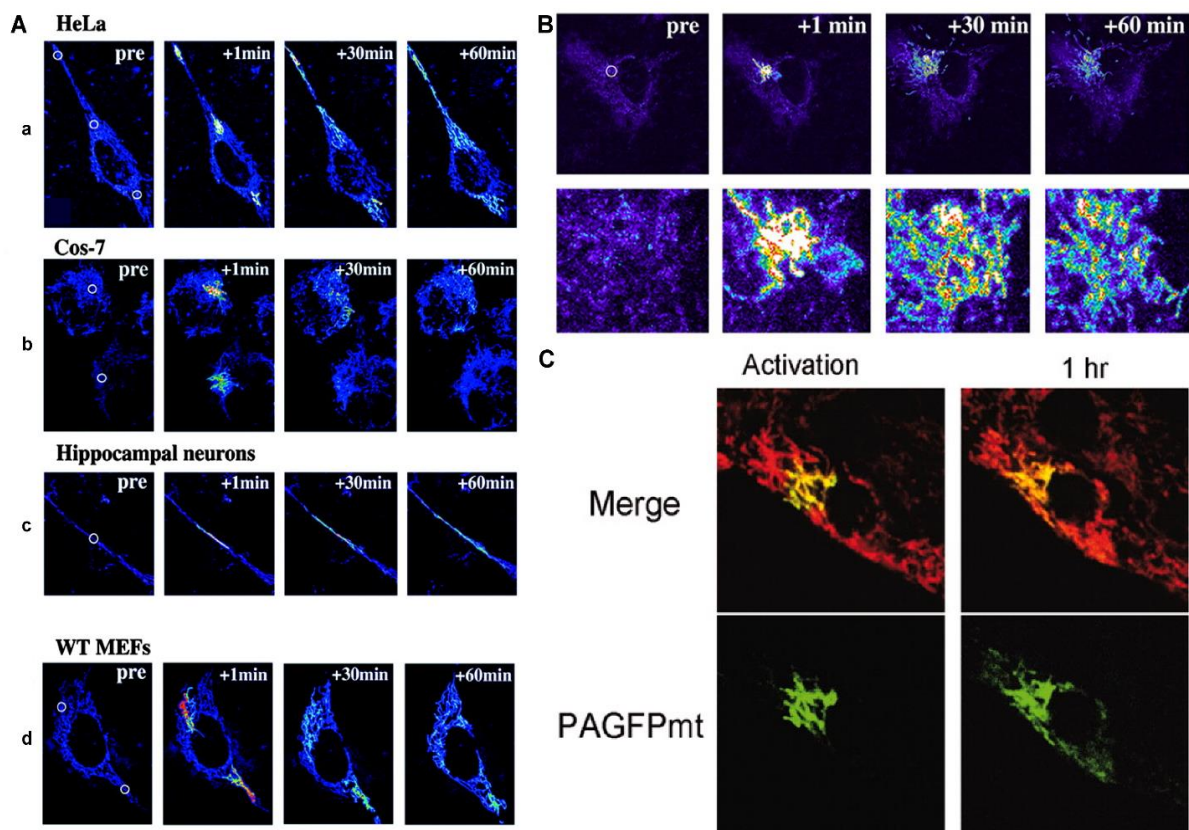 A
HeLa
a
pre
+1min
+30min
+60min
Cos-7
b
pre
+1min
+30min
+60min
Hippocampal neurons
c
pre
+1min
+30min
+60min
WT MEFs
d
pre
+1min
+30min
+60min
B
pre
+1 min
+30 min
+60 min
C
Activation
1 hr
Merge
PAGFPmt